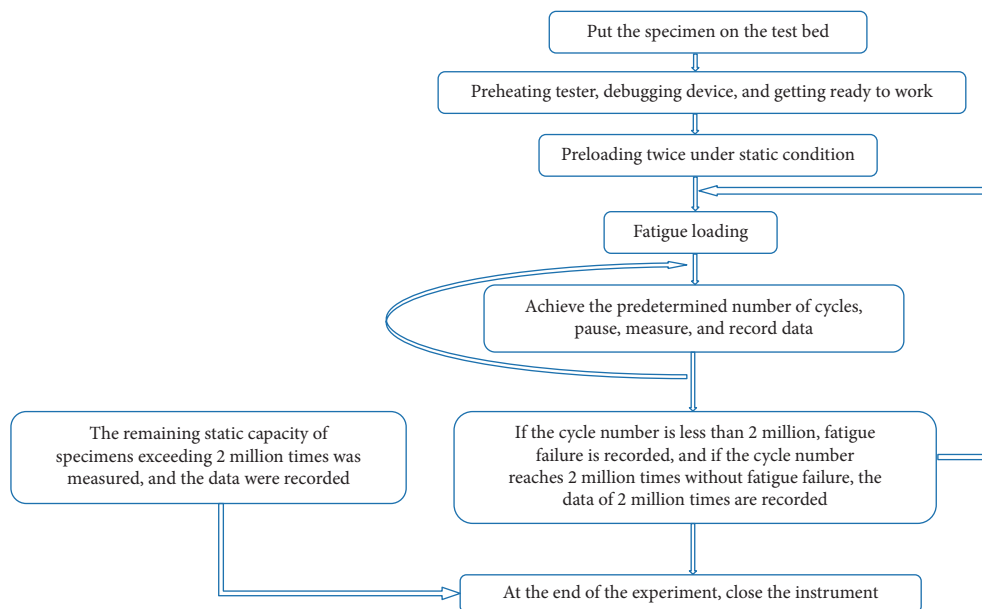 Put the specimen on the test bed
Preheating tester, debugging device, and getting ready to work
Preloading twice under static condition
Fatigue loading
Achieve the predetermined number of cycles,
pause, measure, and record data
The remaining static capacity of
specimens exceeding 2 million times was
measured, and the data were recorded
If the cycle number is less than 2 million, fatigue
failure is recorded, and if the cycle number
reaches 2 million times without fatigue failure, the
data of 2 million times are recorded
At the end of the experiment, close the instrument